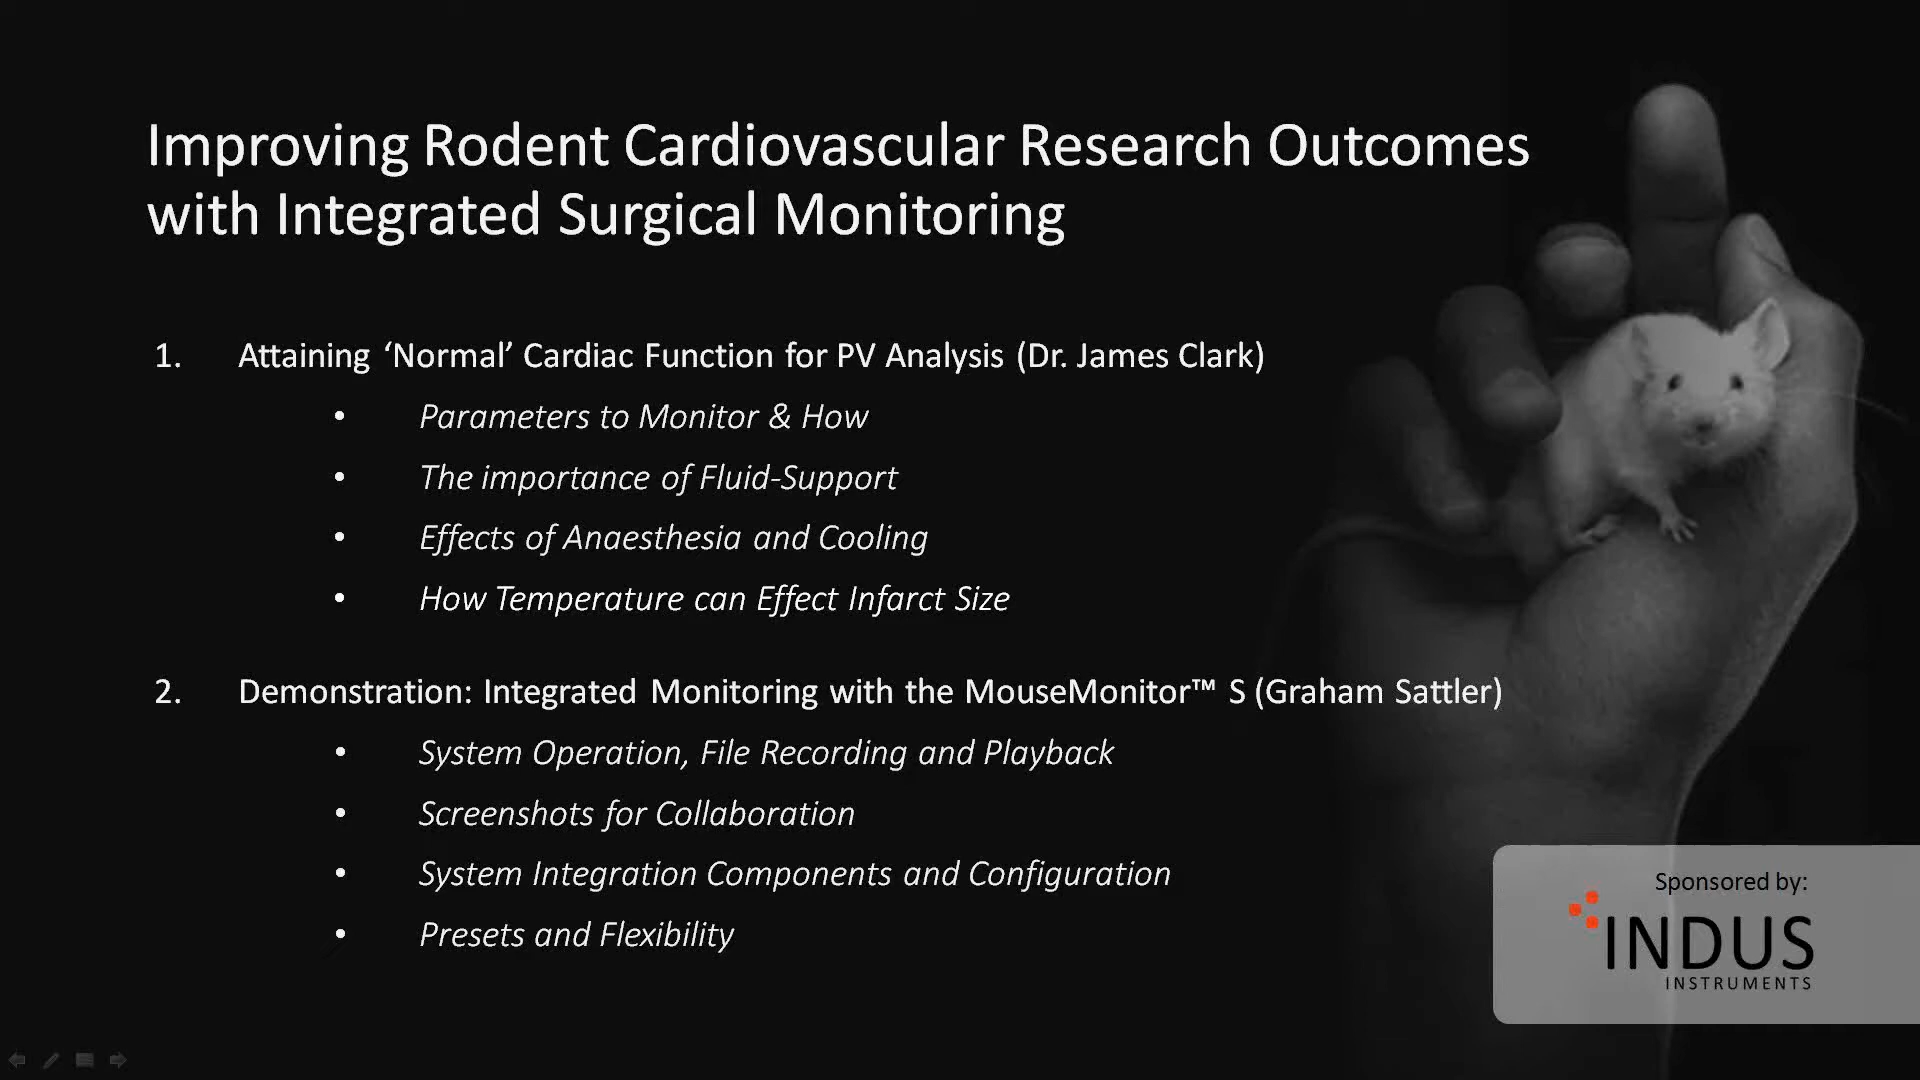 Improving Rodent Cardiovascular Research Outcomes
with Integrated Surgical Monitoring
1. Attaining ‘Normal’ Cardiac Function for PV Analysis (Dr. James Clark)
• Parameters to Monitor & How
• The importance of Fluid-Support
• Effects of Anaesthesia and Cooling
• How Temperature can Effect Infarct Size
2. Demonstration: Integrated Monitoring with the MouseMonitor™ S (Graham Sattler)
• System Operation, File Recording and Playback
• Screenshots for Collaboration
• System Integration Components and Configuration
• Presets and Flexibility
Sponsored by:
INDUS
INSTRUMENTS